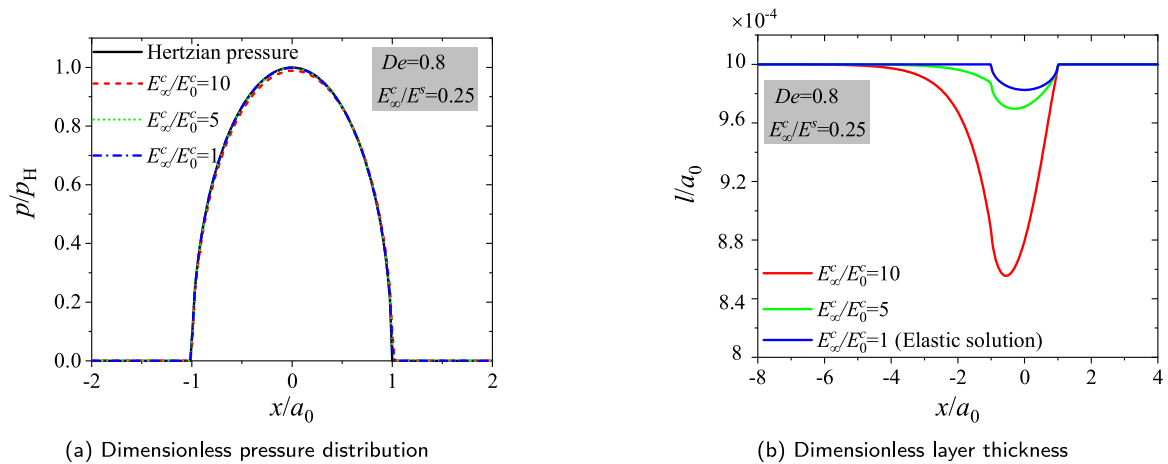 Hertzian pressure
E∞ᶜ/E₀ᶜ=10
E∞ᶜ/E₀ᶜ=5
E∞ᶜ/E₀ᶜ=1
De=0.8
E∞ᶜ/Eˢ=0.25
1.0
0.8
0.6
0.4
0.2
0.0
p/p_H
-2
-1
0
1
2
x/a₀
(a) Dimensionless pressure distribution
×10⁻⁴
10
9.6
9.2
8.8
8.4
8
l/a₀
De=0.8
E∞ᶜ/Eˢ=0.25
E∞ᶜ/E₀ᶜ=10
E∞ᶜ/E₀ᶜ=5
E∞ᶜ/E₀ᶜ=1 (Elastic solution)
-8
-6
-4
-2
0
2
4
x/a₀
(b) Dimensionless layer thickness